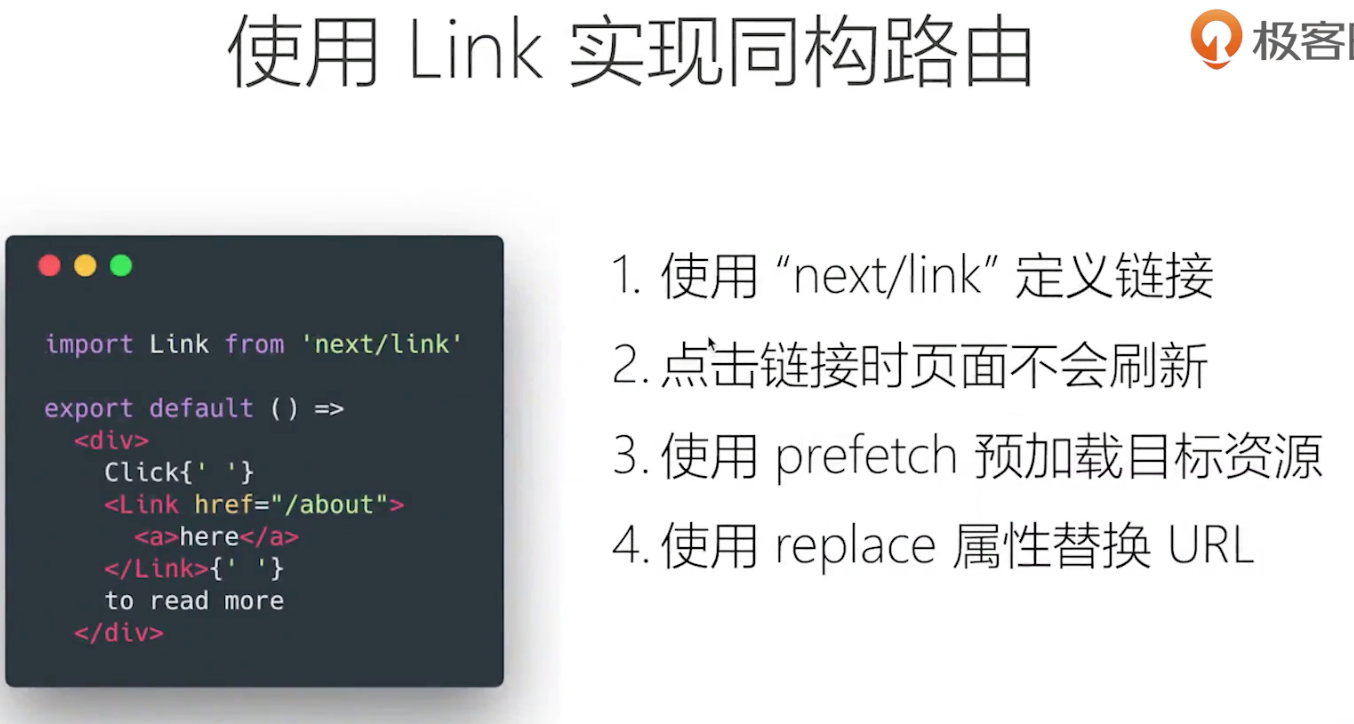 使用 Link 实现同构路由
极客
import Link from 'next/link'
export default () =>
<div>
Click{' '}
<Link href="/about">
<a>here</a>
</Link>{' '}
to read more
</div>
1. 使用 “next/link” 定义链接
2. 点击链接时页面不会刷新
3. 使用 prefetch 预加载目标资源
4. 使用 replace 属性替换 URL